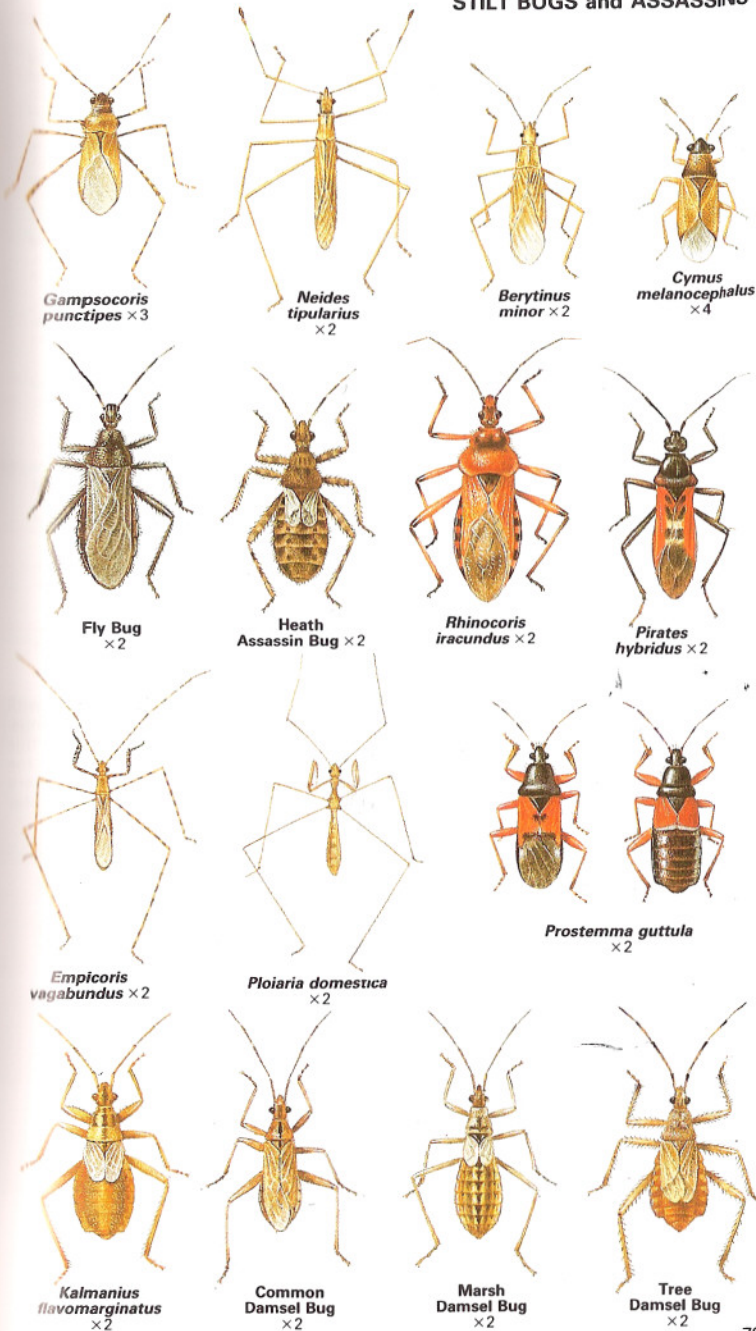 STILT BUGS and ASSASSINS
Gampsocoris
punctipes ×3
Neides
tipularius
×2
Berytinus
minor ×2
Cymus
melanocephalus
×4
Fly Bug
×2
Heath
Assassin Bug ×2
Rhinocoris
iracundus ×2
Pirates
hybridus ×2
Empicoris
vagabundus ×2
Ploiaria domestica
×2
Prostemma guttula
×2
Kalmanius
flavomarginatus
×2
Common
Damsel Bug
×2
Marsh
Damsel Bug
×2
Tree
Damsel Bug
×2